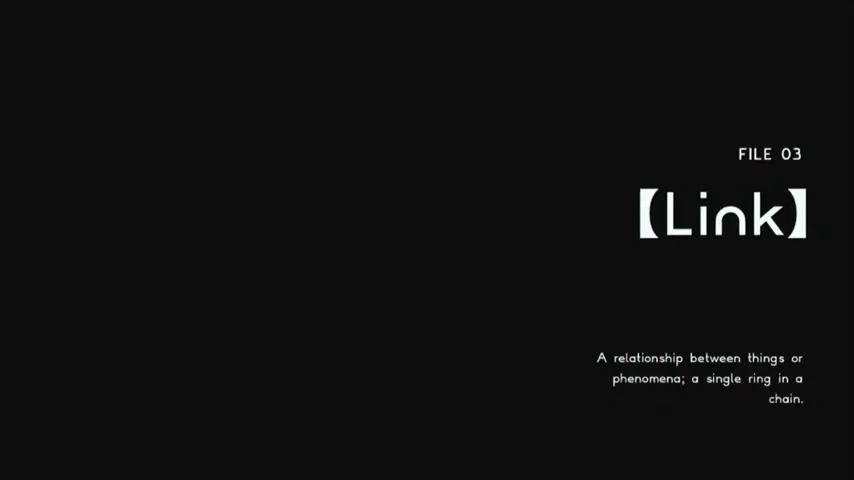 FILE 03
【Link】
A relationship between things or
phenomena; a single ring in a
chain.